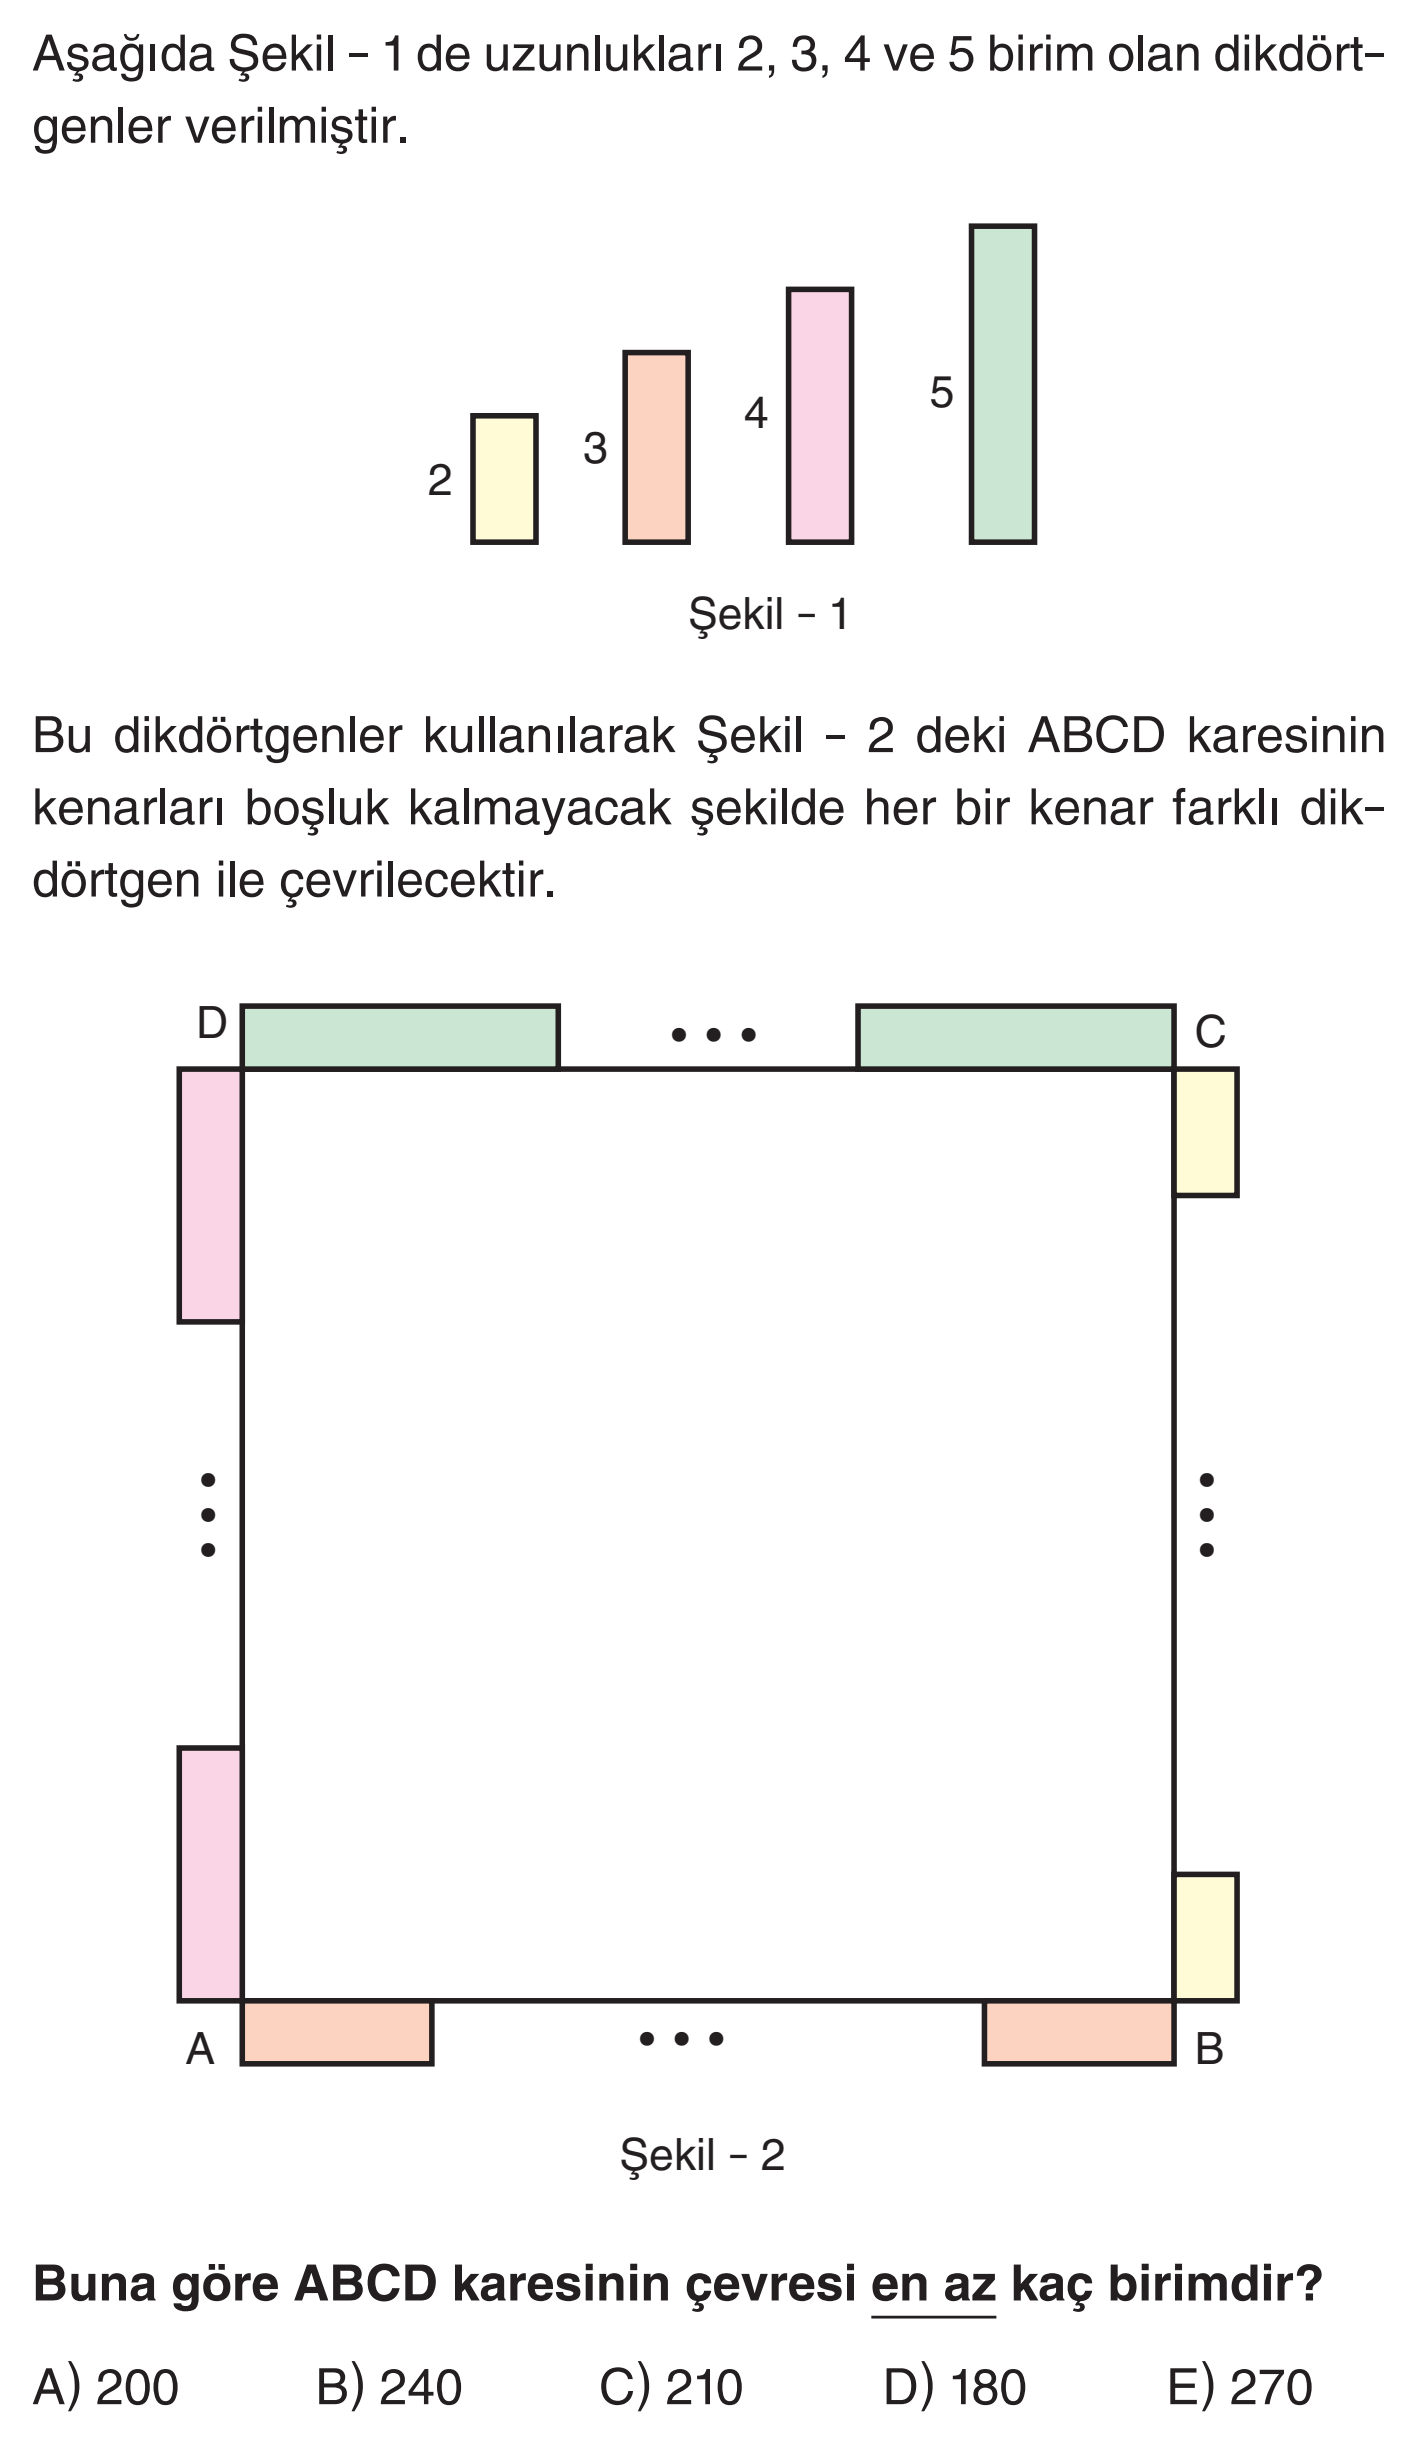 Aşağıda Şekil – 1 de uzunlukları 2, 3, 4 ve 5 birim olan dikdört-
genler verilmiştir.
2
3
4
5
Şekil – 1
Bu dikdörtgenler kullanılarak Şekil – 2 deki ABCD karesinin
kenarları boşluk kalmayacak şekilde her bir kenar farklı dik-
dörtgen ile çevrilecektir.
D
C
A
B
Şekil – 2
Buna göre ABCD karesinin çevresi en az kaç birimdir?
A) 200 B) 240 C) 210 D) 180 E) 270